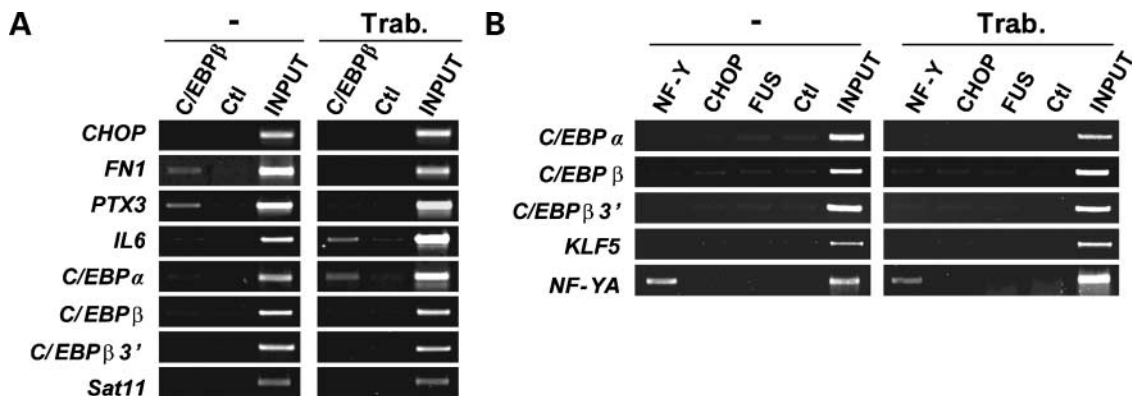 A
- Trab.
C/EBPβ Ctl INPUT C/EBPβ Ctl INPUT
CHOP
FN1
PTX3
IL6
C/EBPα
C/EBPβ
C/EBPβ 3'
Sat11
B
- Trab.
NF-Y CHOP FUS Ctl INPUT NF-Y CHOP FUS Ctl INPUT
C/EBP α
C/EBP β
C/EBPβ 3'
KLF5
NF-YA